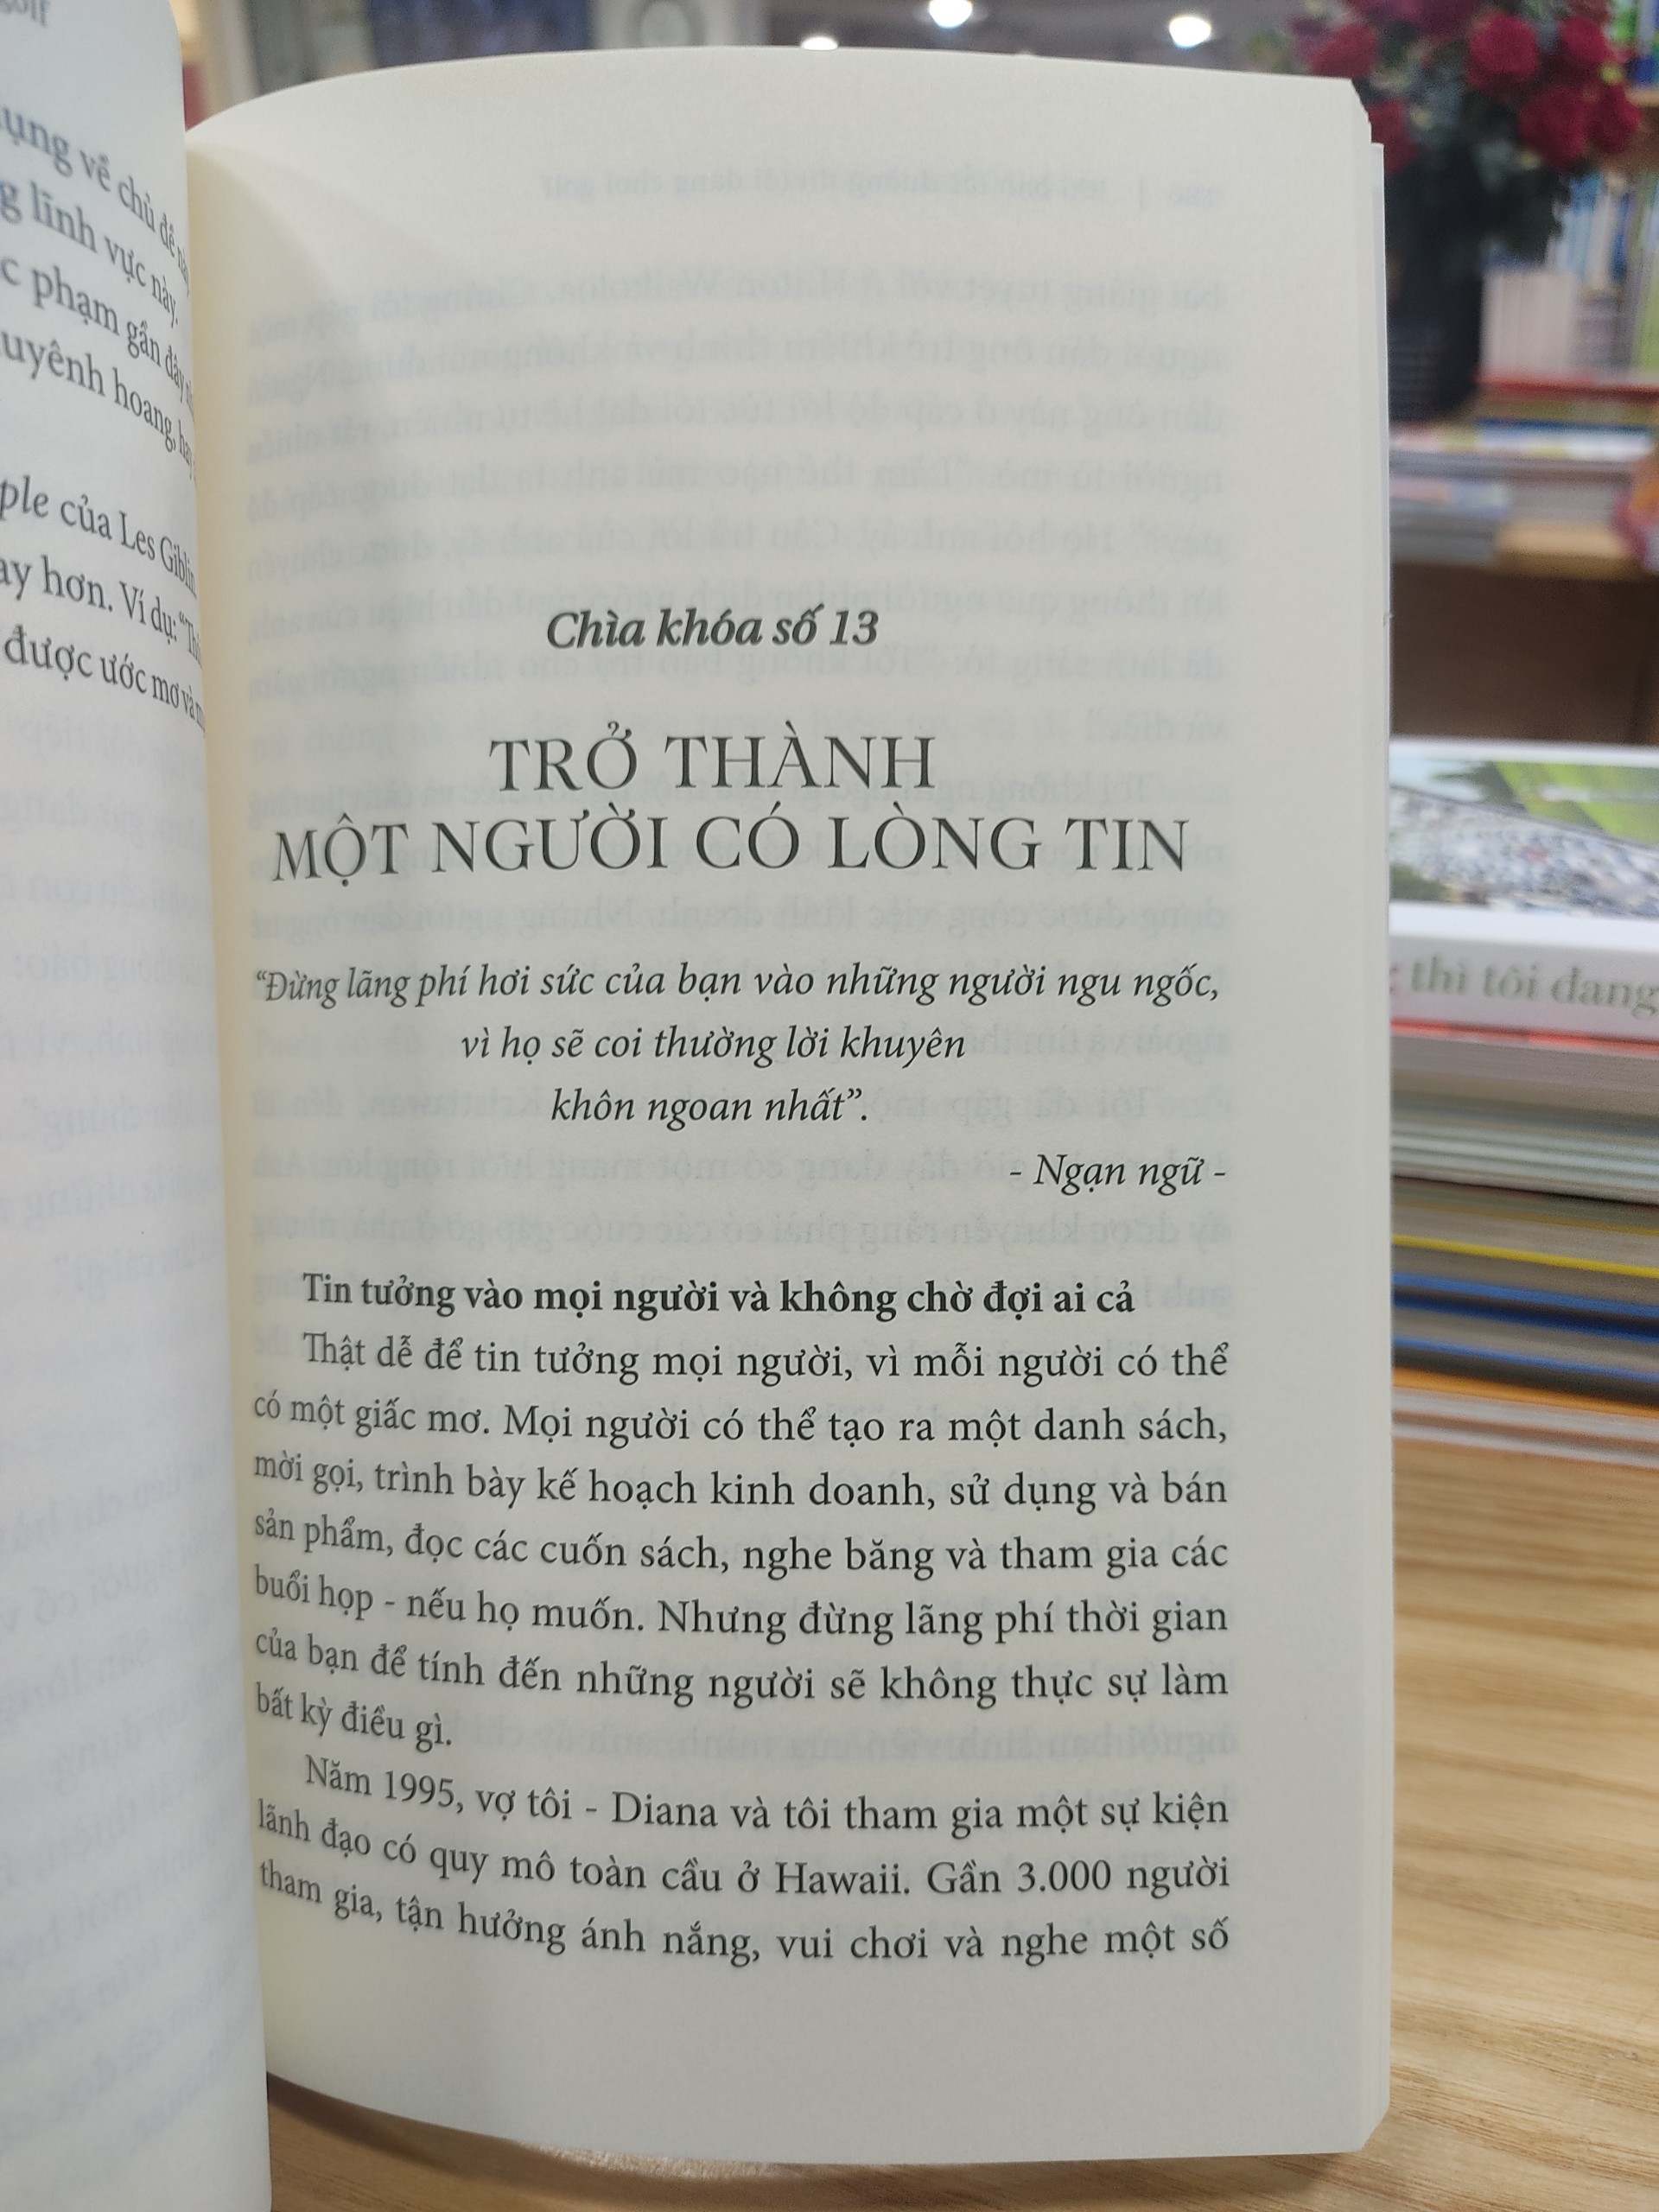 golf
về chủ đề
lĩnh vực này.
phạm gần đây
hoang, hay
của Les Giblin
hơn. Ví dụ: “Thì
được ước mơ và
Chìa khóa số 13
TRỞ THÀNH
MỘT NGƯỜI CÓ LÒNG TIN
“Đừng lãng phí hơi sức của bạn vào những người ngu ngốc,
vì họ sẽ coi thường lời khuyên
khôn ngoan nhất”.
- Ngạn ngữ -
Tin tưởng vào mọi người và không chờ đợi ai cả
Thật dễ để tin tưởng mọi người, vì mỗi người có thể
có một giấc mơ. Mọi người có thể tạo ra một danh sách,
mời gọi, trình bày kế hoạch kinh doanh, sử dụng và bán
sản phẩm, đọc các cuốn sách, nghe băng và tham gia các
buổi họp - nếu họ muốn. Nhưng đừng lãng phí thời gian
của bạn để tính đến những người sẽ không thực sự làm
bất kỳ điều gì.
Năm 1995, vợ tôi - Diana và tôi tham gia một sự kiện
lãnh đạo có quy mô toàn cầu ở Hawaii. Gần 3.000 người
tham gia, tận hưởng ánh nắng, vui chơi và nghe một số
thì tôi đang